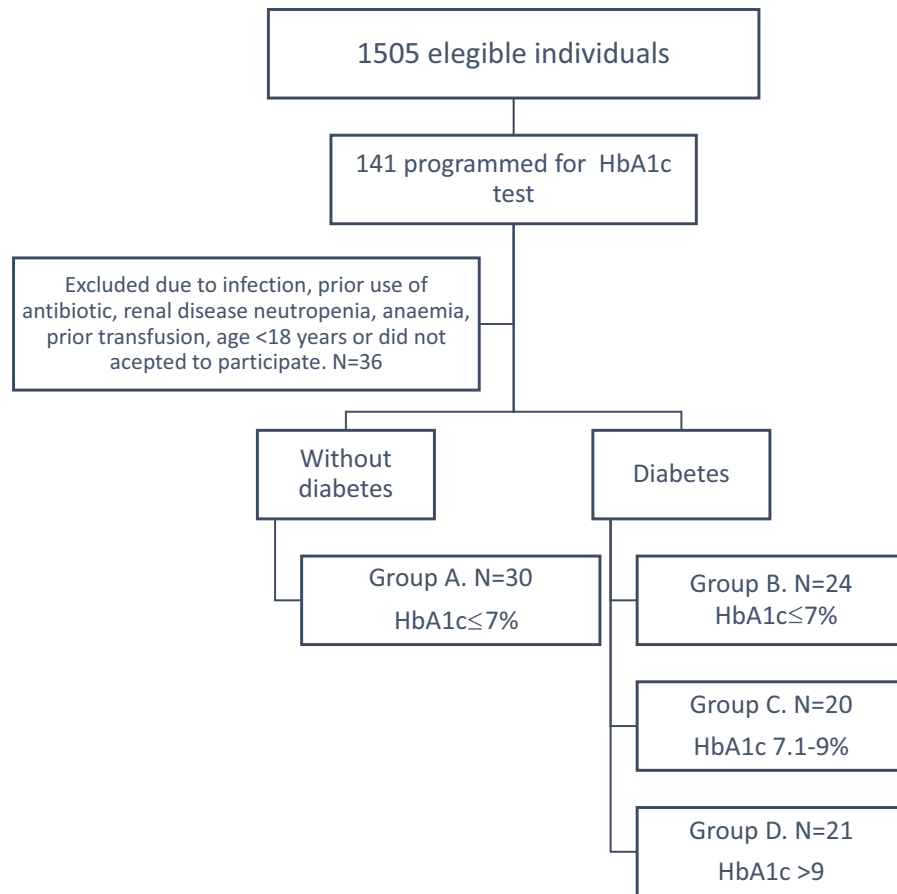 1505 elegible individuals
141 programmed for HbA1c
test
Excluded due to infection, prior use of
antibiotic, renal disease neutropenia, anaemia,
prior transfusion, age <18 years or did not
acepted to participate. N=36
Without
diabetes
Diabetes
Group A. N=30
HbA1c≤7%
Group B. N=24
HbA1c≤7%
Group C. N=20
HbA1c 7.1-9%
Group D. N=21
HbA1c >9